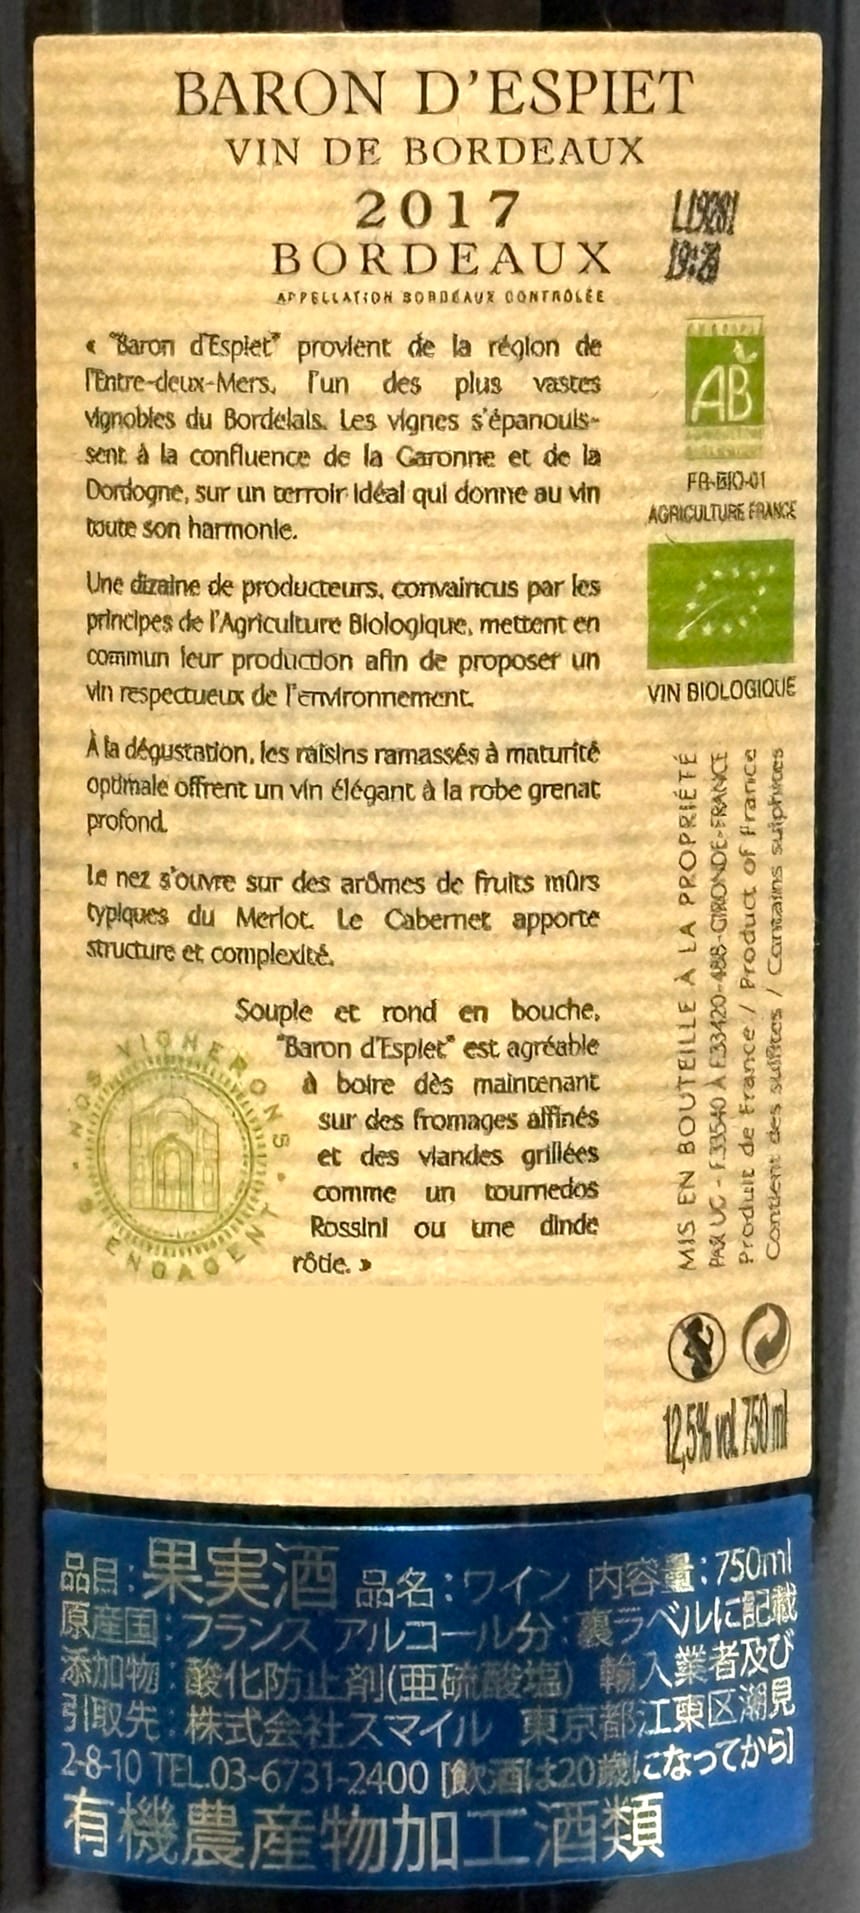 BARON D'ESPIET
VIN DE BORDEAUX
2017
BORDEAUX
APPELLATION BORDEAUX CONTRÔLÉE
L19281
« "Baron d'Espiet" provient de la région de
l'Entre-deux-Mers, l'un des plus vastes
vignobles du Bordelais. Les vignes s'épanouis-
sent à la confluence de la Garonne et de la
Dordogne, sur un terroir idéal qui donne au vin
toute son harmonie.
Une dizaine de producteurs, convaincus par les
principes de l'Agriculture Biologique, mettent en
commun leur production afin de proposer un
vin respectueux de l'environnement.
À la dégustation, les raisins ramassés à maturité
optimale offrent un vin élégant à la robe grenat
profond.
Le nez s'ouvre sur des arômes de fruits mûrs
typiques du Merlot. Le Cabernet apporte
structure et complexité.
Souple et rond en bouche,
"Baron d'Espiet" est agréable
à boire dès maintenant
sur des fromages affinés
et des viandes grillées
comme un tournedos
Rossini ou une dinde
rôtie. »
NOS VIGNERONS S'ENGAGENT
AB
FR-BIO-01
AGRICULTURE FRANCE
VIN BIOLOGIQUE
MIS EN BOUTEILLE À LA PROPRIÉTÉ
PAR UC - F.33540 À F.33420-488-GIRONDE-FRANCE
Produit de France / Product of France
Contient des sulfites / Contains sulphites
12,5% vol. 750 ml
品目:果実酒 品名:ワイン 内容量:750ml
原産国:フランス アルコール分:裏ラベルに記載
添加物:酸化防止剤(亜硫酸塩) 輸入業者及び
引取先:株式会社スマイル 東京都江東区潮見
2-8-10 TEL.03-6731-2400 [飲酒は20歳になってから]
有機農産物加工酒類